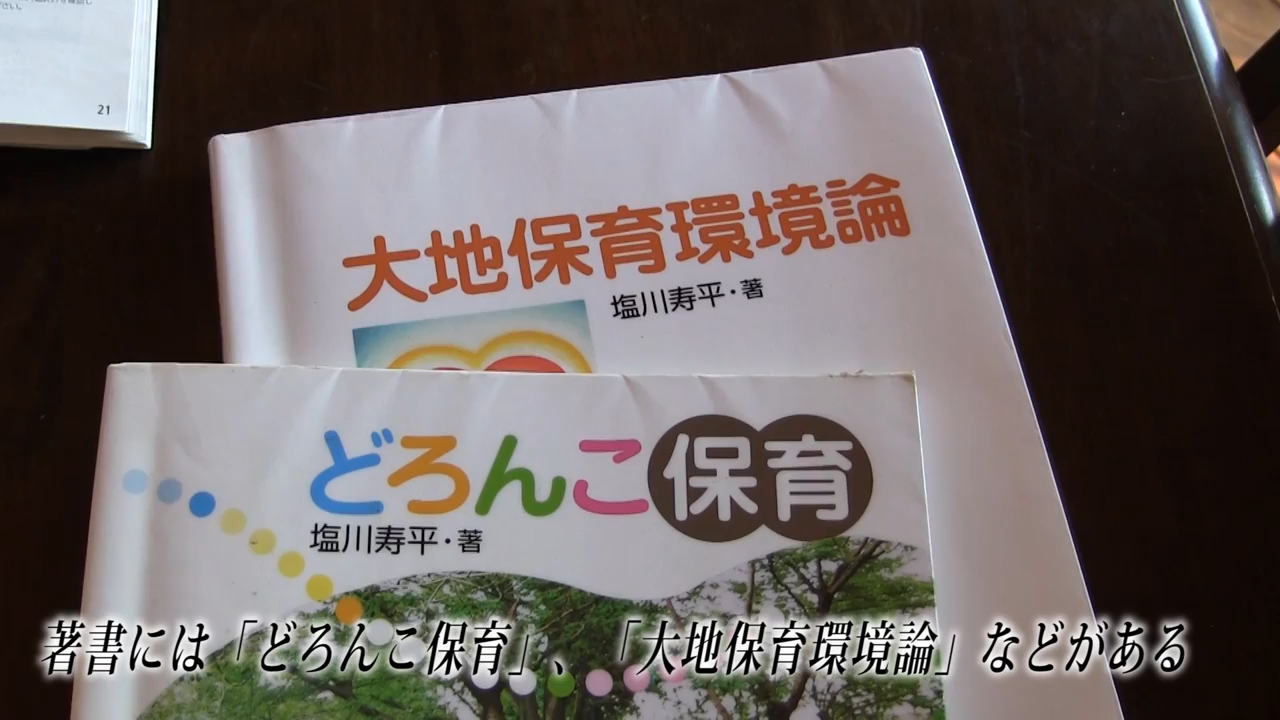 さい。
21
大地保育環境論
塩川寿平・著
どろんこ保育
塩川寿平・著
著書には「どろんこ保育」、「大地保育環境論」などがある